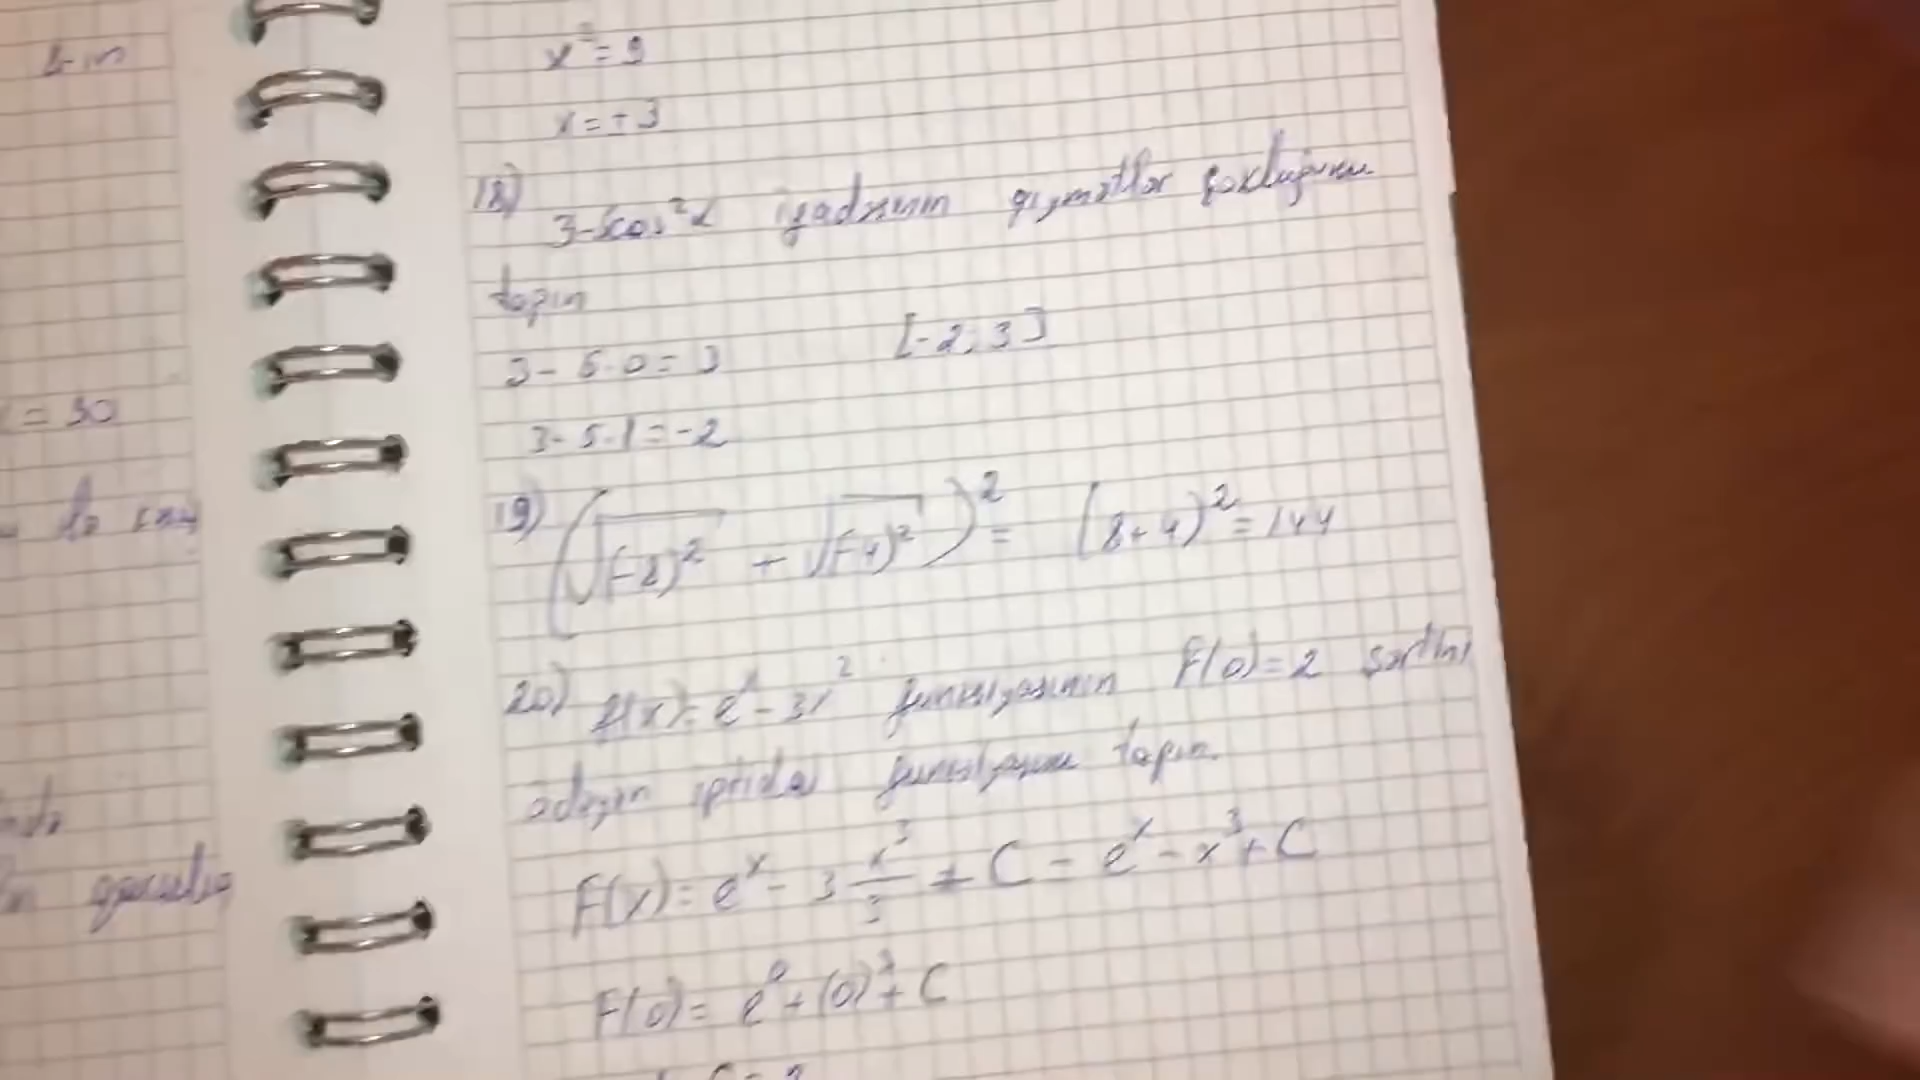 x² = 9
x = ± 3
18) 3-5cos²x ifadəsinin qiymətlər çoxluğunu
tapın
3 - 5·0 = 3 [-2; 3]
3 - 5·1 = -2
19) (√(-8)² + √(-4)²)² = (8+4)² = 144
20) f(x) = eˣ - 3x² funksiyasının F(0) = 2 şərtini
ödəyən ibtidai funksiyasını tapın.
F(x) = eˣ - 3 x³/3 + C = eˣ - x³ + C
F(0) = e⁰ + (0)³ + C
= 30